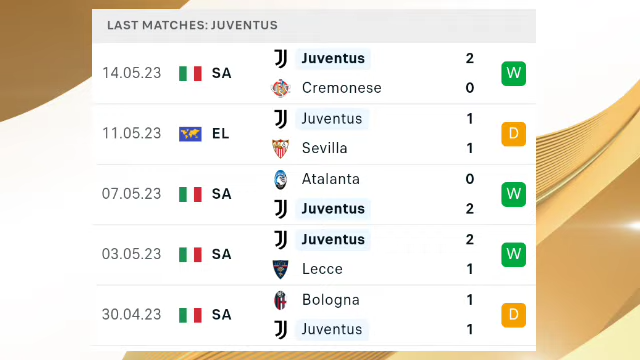 LAST MATCHES: JUVENTUS
14.05.23 SA Juventus 2 W
Cremonese 0
11.05.23 EL Juventus 1 D
Sevilla 1
07.05.23 SA Atalanta 0 W
Juventus 2
03.05.23 SA Juventus 2 W
Lecce 1
30.04.23 SA Bologna 1 D
Juventus 1